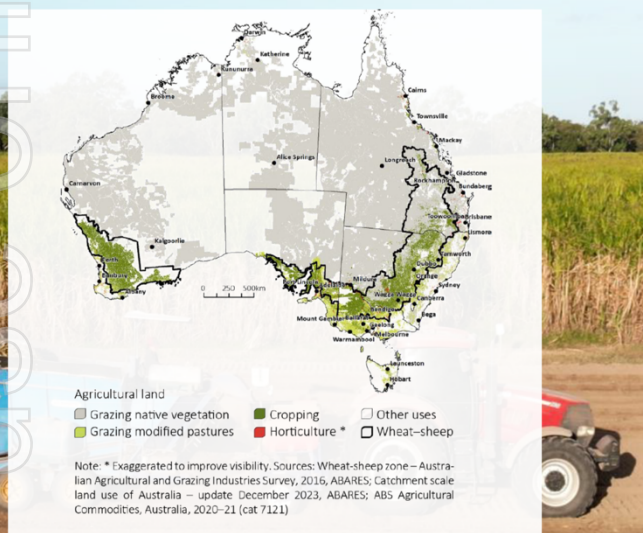 Darwin
Katherine
Kununurra
Broome
Cairns
Townsville
Mackay
Alice Springs
Longreach
Gladstone
Rockhampton
Bundaberg
Carnarvon
Toowoomba
Brisbane
Lismore
Kalgoorlie
Tamworth
Perth
Dubbo
Bunbury
Mildura
Orange
Sydney
Albany
0 250 500km
Adelaide
Wagga Wagga
Canberra
Bendigo
Mount Gambier
Ballarat
Bega
Geelong
Melbourne
Warrnambool
Launceston
Hobart
Agricultural land
Grazing native vegetation Cropping Other uses
Grazing modified pastures Horticulture * Wheat–sheep
Note: * Exaggerated to improve visibility. Sources: Wheat-sheep zone – Austra-
lian Agricultural and Grazing Industries Survey, 2016, ABARES; Catchment scale
land use of Australia – update December 2023, ABARES; ABS Agricultural
Commodities, Australia, 2020–21 (cat 7121)